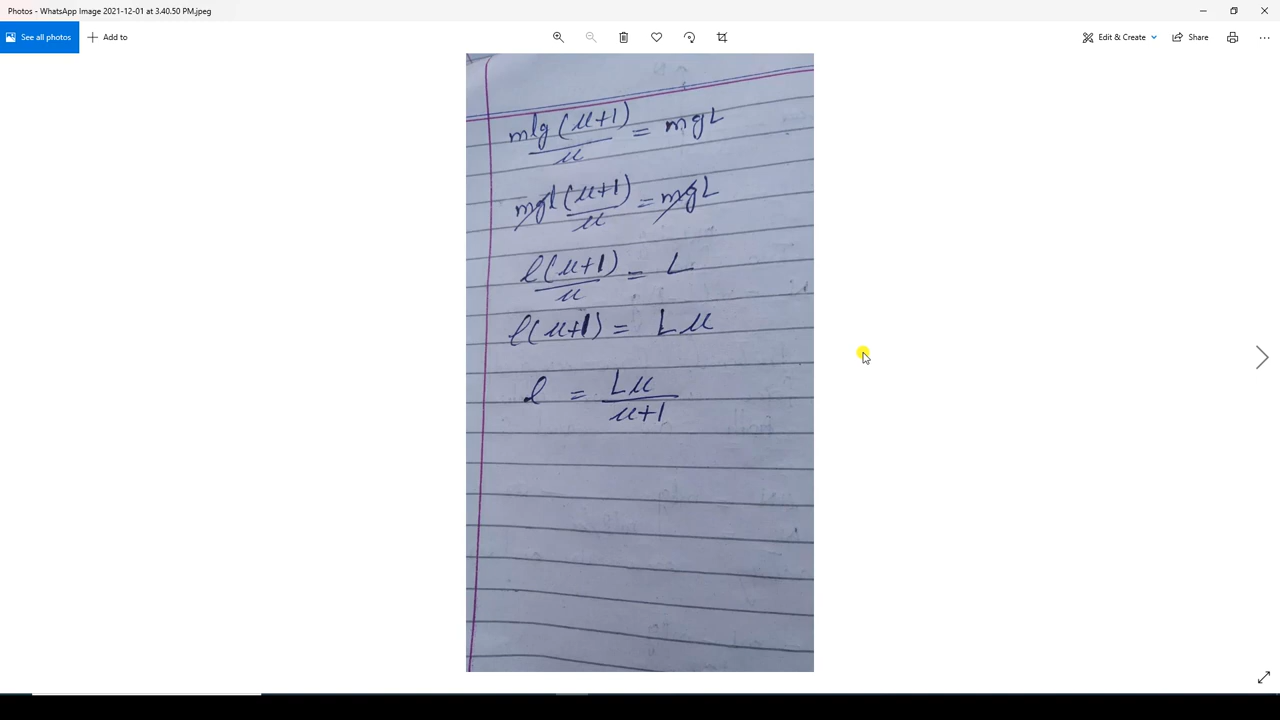 Photos - WhatsApp Image 2021-12-01 at 3.40.50 PM.jpeg
See all photos
Add to
Edit & Create
Share
mlg (μ+1)/μ = mgL
mgl (μ+1)/μ = mgL
l(μ+1)/μ = L
l(μ+1) = Lμ
l = Lμ/μ+1